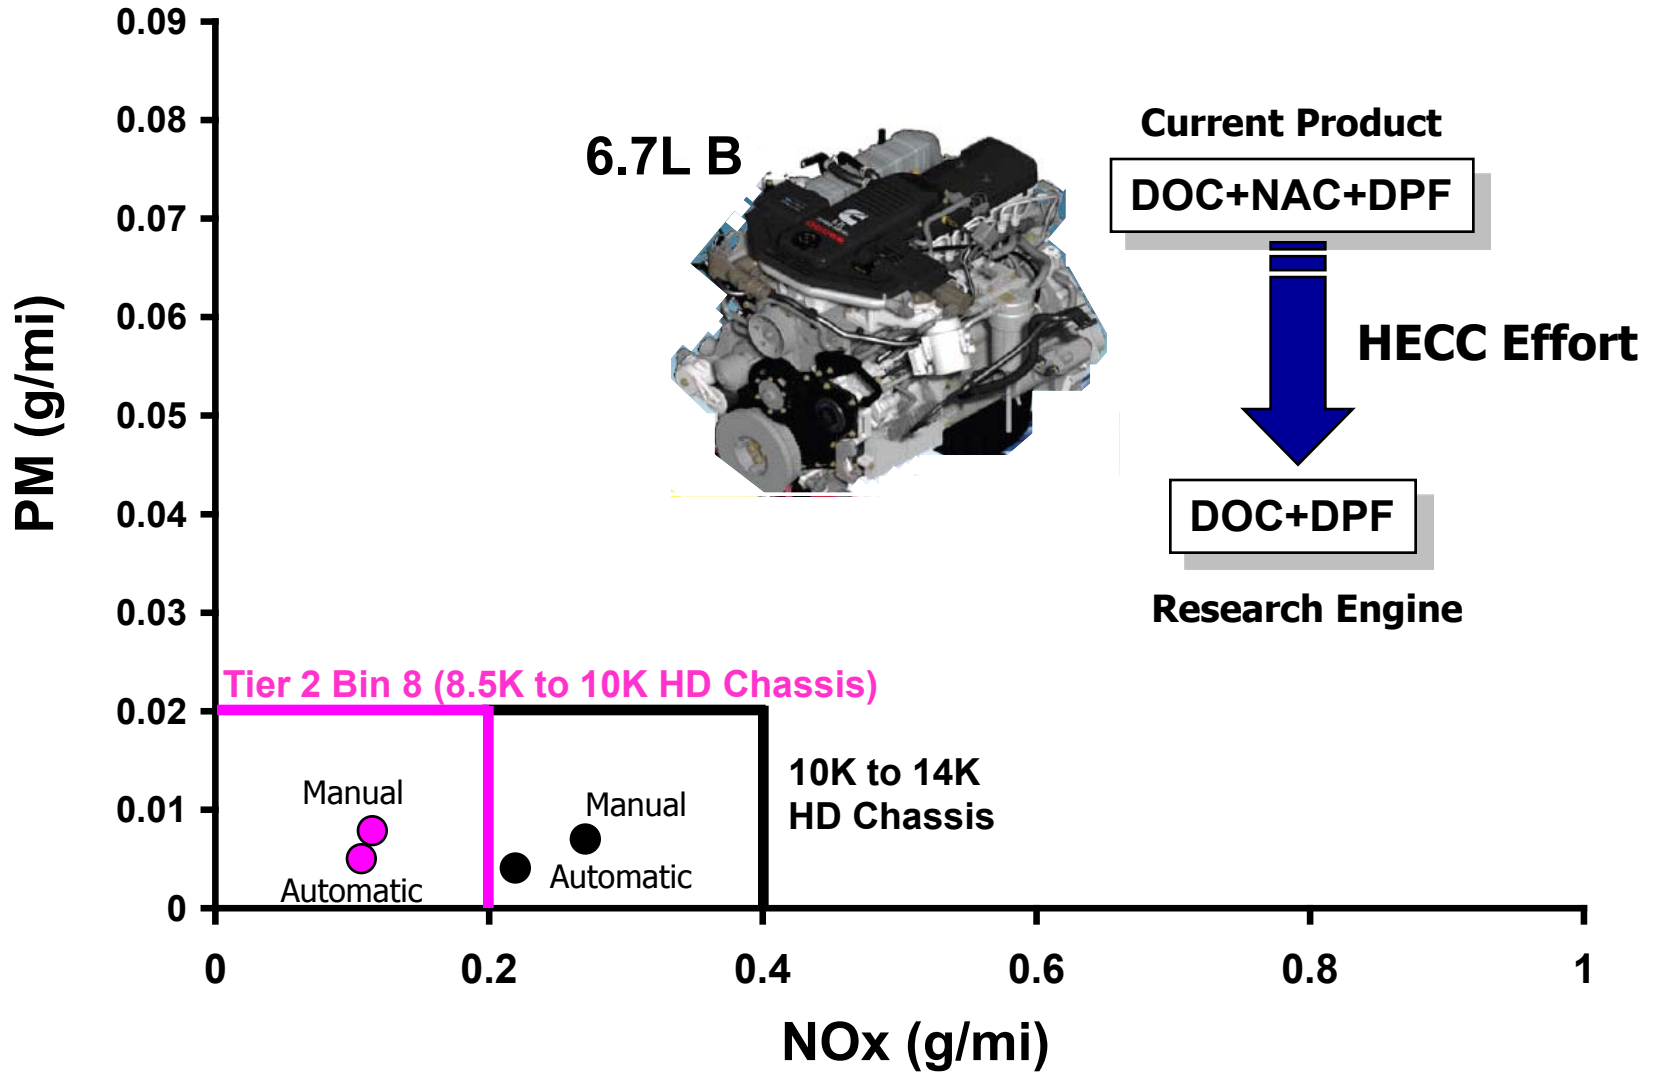 0.09
0.08
0.07
0.06
0.05
0.04
0.03
0.02
0.01
0
PM (g/mi)
6.7L B
Current Product
DOC+NAC+DPF
HECC Effort
DOC+DPF
Research Engine
Tier 2 Bin 8 (8.5K to 10K HD Chassis)
Manual
Automatic
Manual
Automatic
10K to 14K
HD Chassis
0
0.2
0.4
0.6
0.8
1
NOx (g/mi)